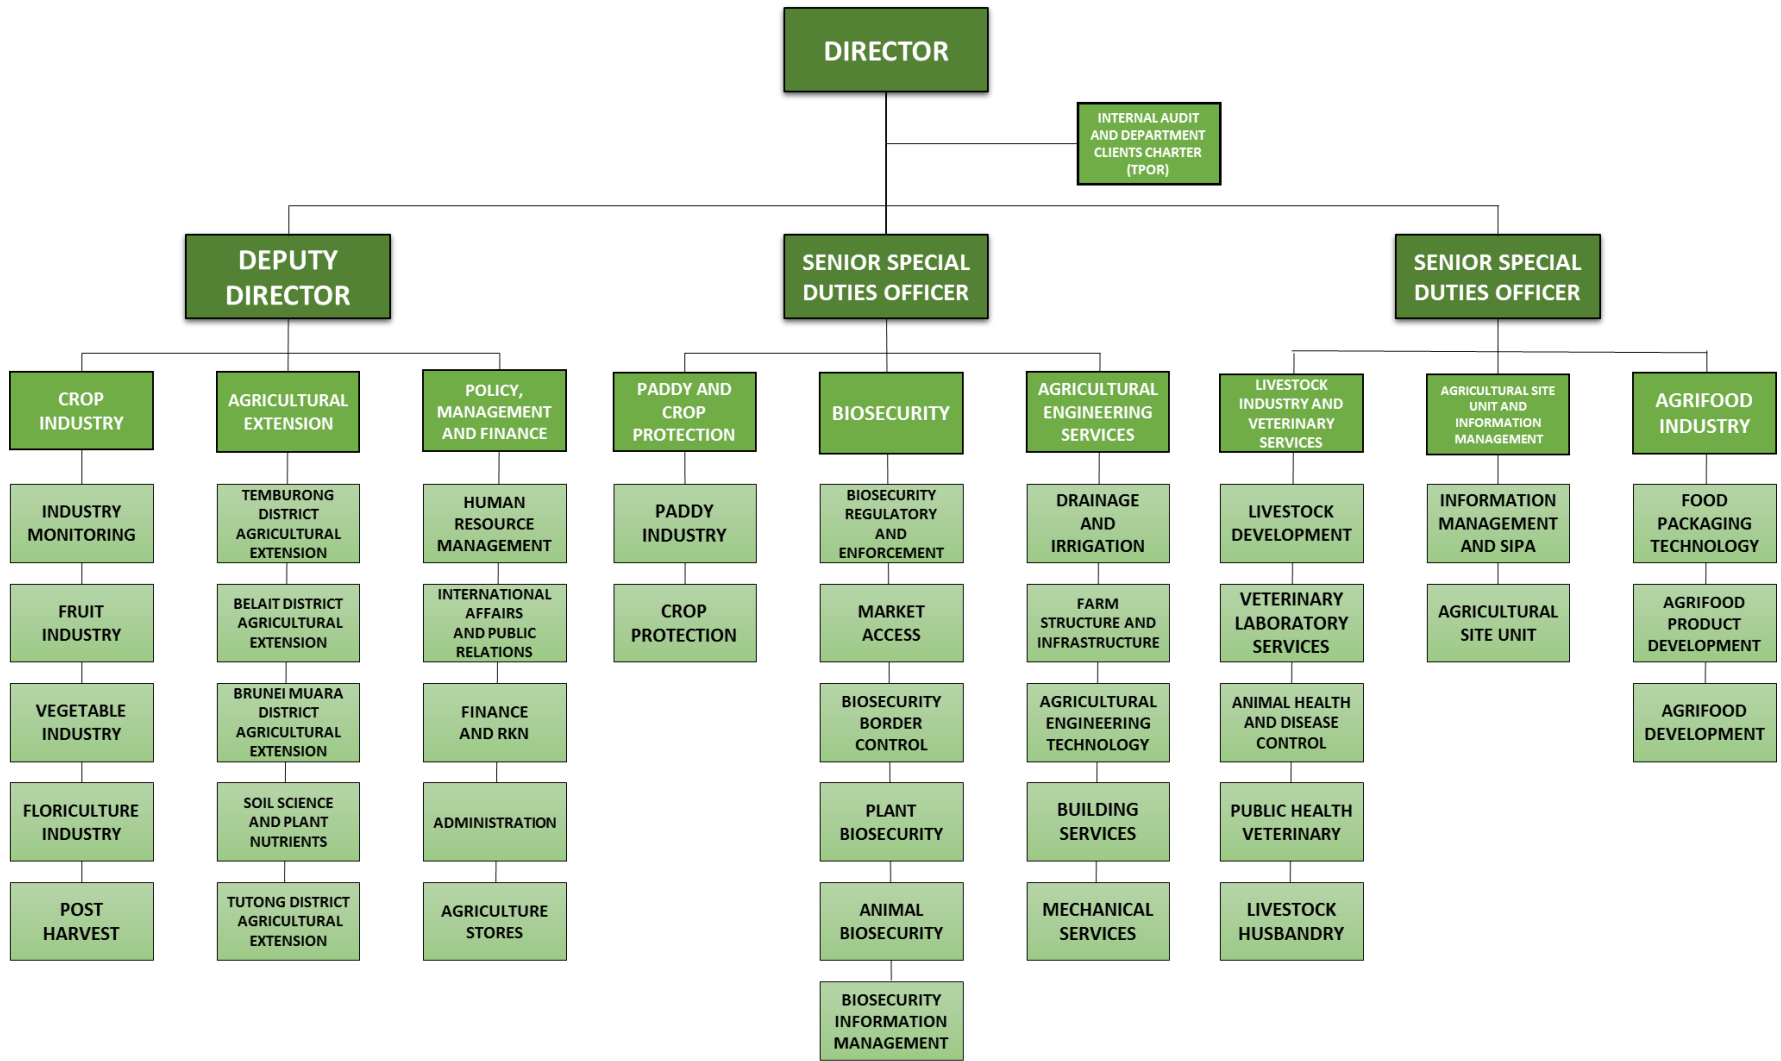 DIRECTOR
INTERNAL AUDIT
AND DEPARTMENT
CLIENTS CHARTER
(TPOR)
DEPUTY
DIRECTOR
SENIOR SPECIAL
DUTIES OFFICER
SENIOR SPECIAL
DUTIES OFFICER
CROP
INDUSTRY
AGRICULTURAL
EXTENSION
POLICY,
MANAGEMENT
AND FINANCE
PADDY AND
CROP
PROTECTION
BIOSECURITY
AGRICULTURAL
ENGINEERING
SERVICES
LIVESTOCK
INDUSTRY AND
VETERINARY
SERVICES
AGRICULTURAL SITE
UNIT AND
INFORMATION
MANAGEMENT
AGRIFOOD
INDUSTRY
INDUSTRY
MONITORING
TEMBURONG
DISTRICT
AGRICULTURAL
EXTENSION
HUMAN
RESOURCE
MANAGEMENT
PADDY
INDUSTRY
BIOSECURITY
REGULATORY
AND
ENFORCEMENT
DRAINAGE
AND
IRRIGATION
LIVESTOCK
DEVELOPMENT
INFORMATION
MANAGEMENT
AND SIPA
FOOD
PACKAGING
TECHNOLOGY
FRUIT
INDUSTRY
BELAIT DISTRICT
AGRICULTURAL
EXTENSION
INTERNATIONAL
AFFAIRS
AND PUBLIC
RELATIONS
CROP
PROTECTION
MARKET
ACCESS
FARM
STRUCTURE AND
INFRASTRUCTURE
VETERINARY
LABORATORY
SERVICES
AGRICULTURAL
SITE UNIT
AGRIFOOD
PRODUCT
DEVELOPMENT
VEGETABLE
INDUSTRY
BRUNEI MUARA
DISTRICT
AGRICULTURAL
EXTENSION
FINANCE
AND RKN
BIOSECURITY
BORDER
CONTROL
AGRICULTURAL
ENGINEERING
TECHNOLOGY
ANIMAL HEALTH
AND DISEASE
CONTROL
AGRIFOOD
DEVELOPMENT
FLORICULTURE
INDUSTRY
SOIL SCIENCE
AND PLANT
NUTRIENTS
ADMINISTRATION
PLANT
BIOSECURITY
BUILDING
SERVICES
PUBLIC HEALTH
VETERINARY
POST
HARVEST
TUTONG DISTRICT
AGRICULTURAL
EXTENSION
AGRICULTURE
STORES
ANIMAL
BIOSECURITY
MECHANICAL
SERVICES
LIVESTOCK
HUSBANDRY
BIOSECURITY
INFORMATION
MANAGEMENT